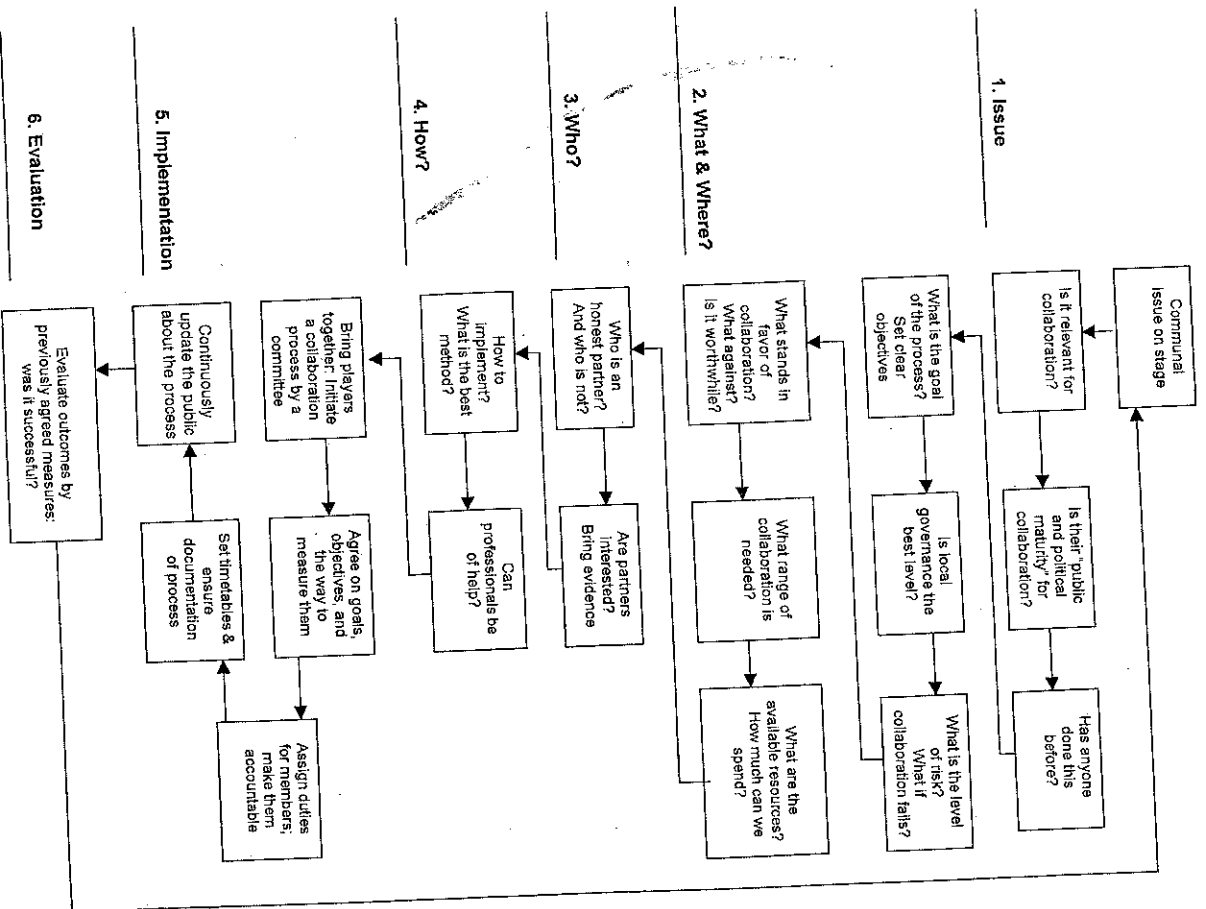 Communal
issue on stage
1. Issue
Is it relevant for
collaboration?
Is their "public
and political
maturity' for
collaboration?
Has anyone
done this
before?
What is the goal
of the process?
Set clear
objectives
Is local
governance the
best level?
What is the level
of risk?
What if
collaboration fails?
2. What & Where?
What stands in
favor of
collaboration?
What against?
Is it worthwhile?
What range of
collaboration is
needed?
What are the
available resources?
How much can we
spend?
3. Who?
Who is an
honest partner?
And who is not?
Are partners
interested?
Bring evidence
4. How?
How to
implement?
What is the best
method?
Can
professionals be
of help?
Bring players
together: Initiate
a collaboration
process by a
committee
Agree on goals,
objectives, and
the way to
measure them
Assign duties
for members;
make them
accountable
5. Implementation
Continuously
update the public
about the process
Set timetables &
ensure
documentation
of process
6. Evaluation
Evaluate outcomes by
previously agreed measures:
was it successful?